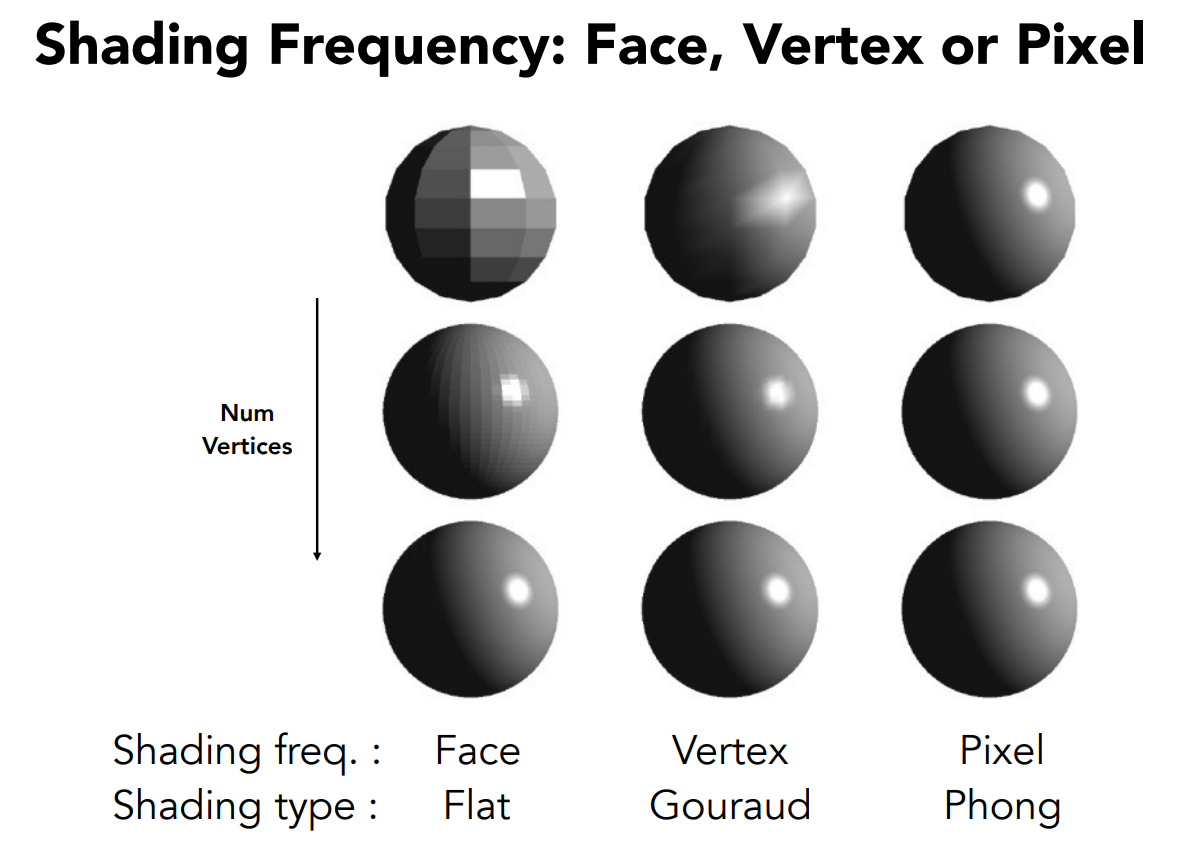 Shading Frequency: Face, Vertex or Pixel
Num
Vertices
Shading freq. : Face Vertex Pixel
Shading type : Flat Gouraud Phong